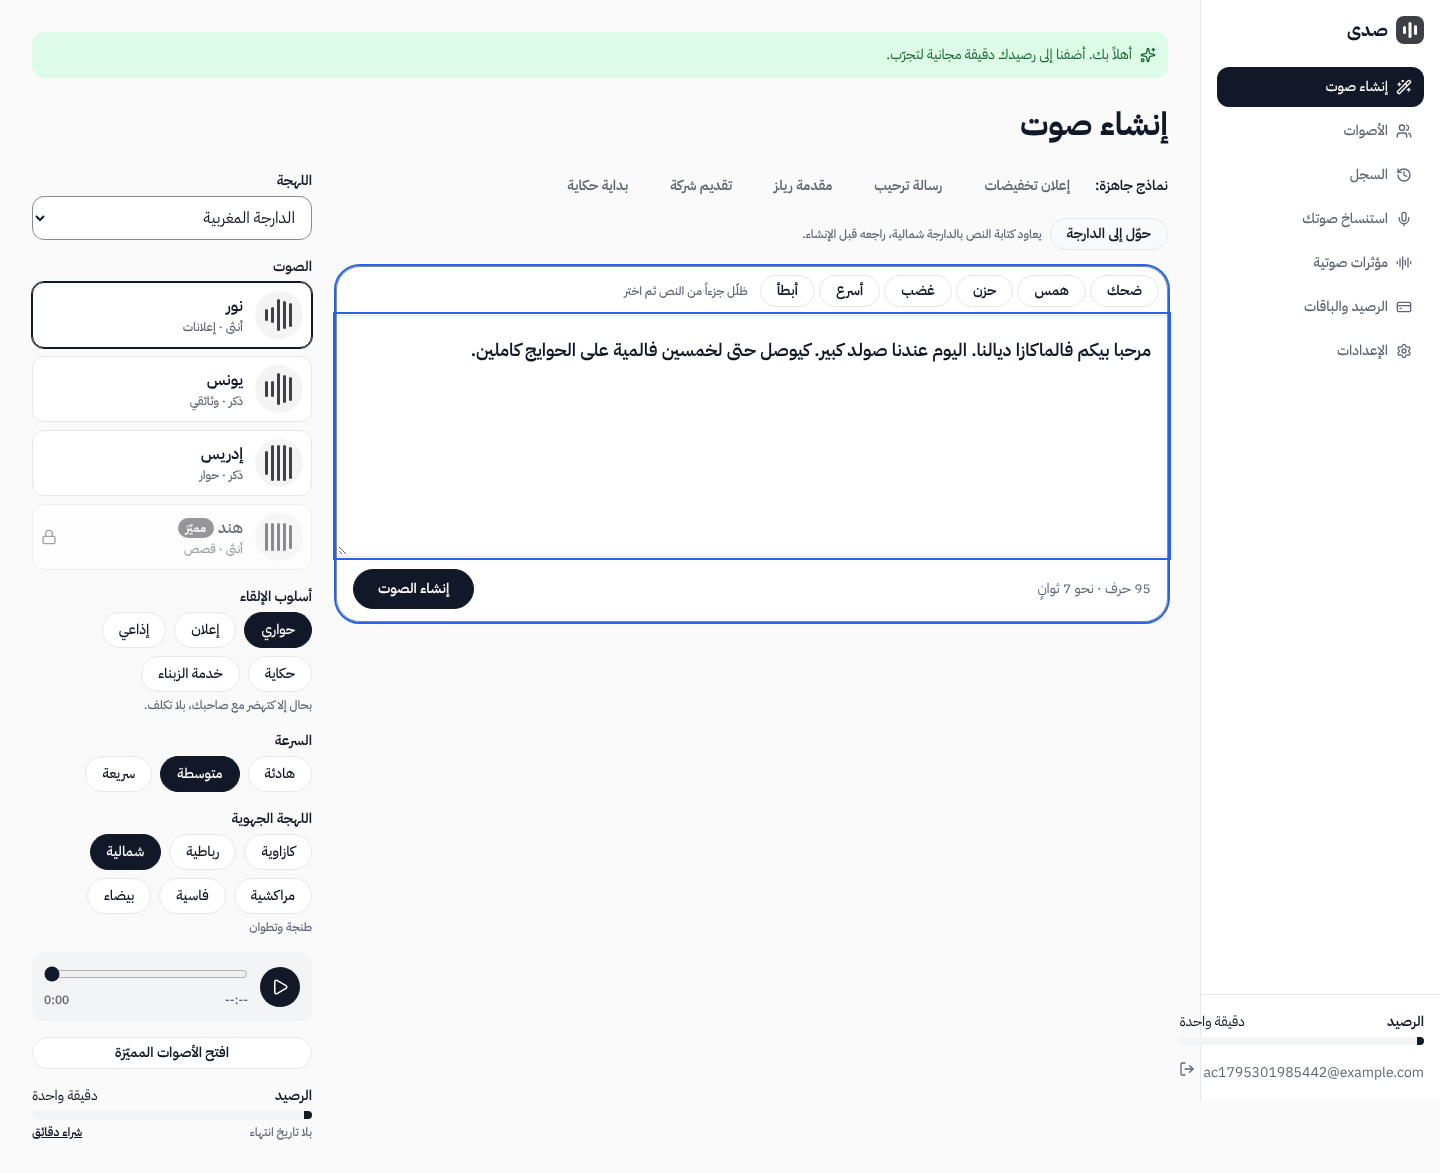 صدى
إنشاء صوت
الأصوات
السجل
استنساخ صوتك
مؤثرات صوتية
الرصيد والباقات
الإعدادات
الرصيد
دقيقة واحدة
ac1795301985442@example.com
أهلاً بك. أضفنا إلى رصيدك دقيقة مجانية لتجرّب.
إنشاء صوت
نماذج جاهزة: إعلان تخفيضات رسالة ترحيب مقدمة ريلز تقديم شركة بداية حكاية
حوّل إلى الدارجة يعاود كتابة النص بالدارجة شمالية، راجعه قبل الإنشاء.
ضحك همس حزن غضب أسرع أبطأ ظلّل جزءاً من النص ثم اختر
مرحبا بيكم فالماكازا ديالنا. اليوم عندنا صولد كبير. كيوصل حتى لخمسين فالمية على الحوايج كاملين.
95 حرف · نحو 7 ثوانٍ
إنشاء الصوت
اللهجة
الدارجة المغربية
الصوت
نور
أنثى · إعلانات
يونس
ذكر · وثائقي
إدريس
ذكر · حوار
هند مميّز
أنثى · قصص
أسلوب الإلقاء
حواري إعلان إذاعي
حكاية خدمة الزبناء
بحال إلا كتهضر مع صاحبك، بلا تكلف.
السرعة
هادئة متوسطة سريعة
اللهجة الجهوية
كازاوية رباطية شمالية
مراكشية فاسية بيضاء
طنجة وتطوان
--:-- 0:00
افتح الأصوات المميّزة
الرصيد دقيقة واحدة
بلا تاريخ انتهاء شراء دقائق